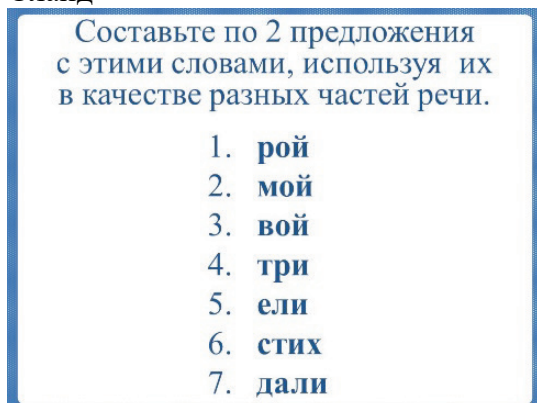 Составьте по 2 предложения
с этими словами, используя их
в качестве разных частей речи.
1. рой
2. мой
3. вой
4. три
5. ели
6. стих
7. дали